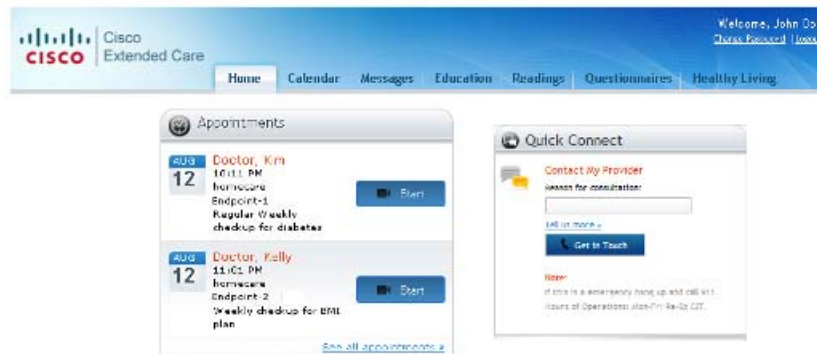 Welcome, John Do
Change Password | Logou
CISCO
Cisco
Extended Care
Home Calendar Messages Education Readings Questionnaires Healthy Living
Appointments
AUG
12
Doctor, Kim
10:11 PM
homecare
Endpoint-1
Regular Weekly
checkup for diabetes
Start
AUG
12
Doctor, Kelly
11:01 PM
homecare
Endpoint-2
Weekly checkup for BMI
plan
Start
See all appointments »
Quick Connect
Contact My Provider
Reason for consultation:
Tell us more »
Get in Touch
Note:
If this is a emergency hang up and call 911.
Hours of Operations: Mon-Fri: